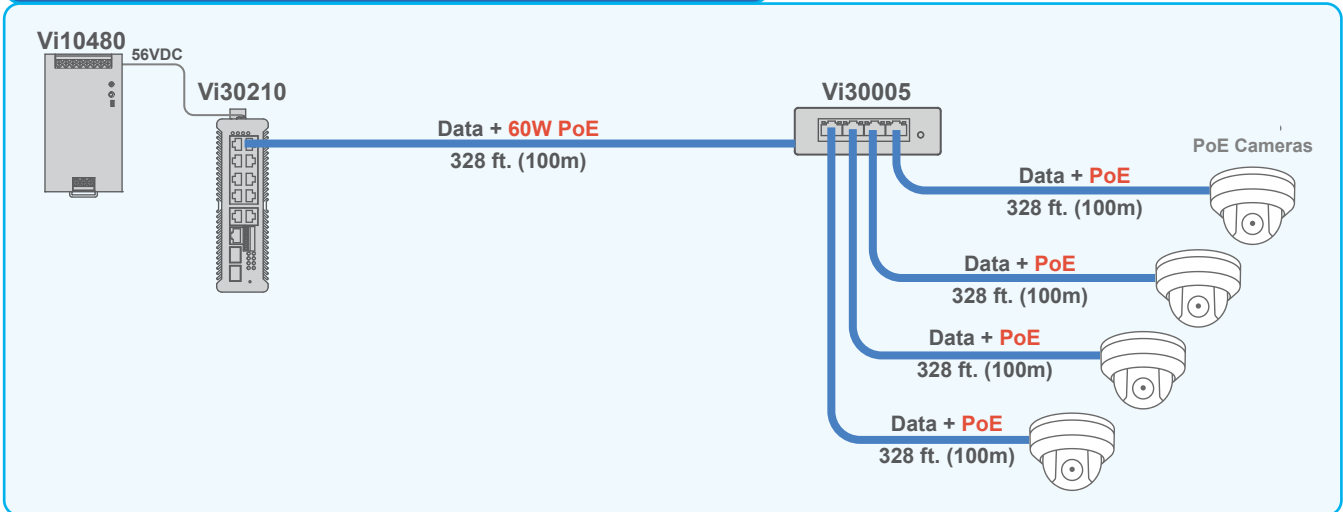 Vi10480
56VDC
Vi30210
Data + 60W PoE
328 ft. (100m)
Vi30005
PoE Cameras
Data + PoE
328 ft. (100m)
Data + PoE
328 ft. (100m)
Data + PoE
328 ft. (100m)
Data + PoE
328 ft. (100m)